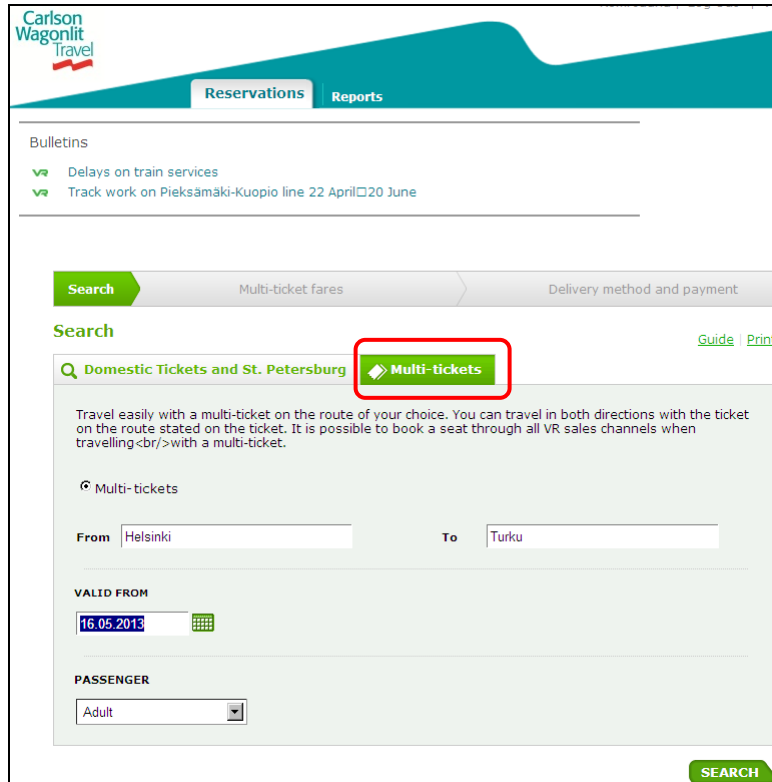 Carlson
Wagonlit
Travel
Reservations
Reports
Bulletins
VR Delays on train services
VR Track work on Pieksämäki-Kuopio line 22 April□20 June
Search
Multi-ticket fares
Delivery method and payment
Search
Guide | Print
Domestic Tickets and St. Petersburg
Multi-tickets
Travel easily with a multi-ticket on the route of your choice. You can travel in both directions with the ticket
on the route stated on the ticket. It is possible to book a seat through all VR sales channels when
travelling<br/>with a multi-ticket.
Multi-tickets
From Helsinki To Turku
VALID FROM
16.05.2013
PASSENGER
Adult
SEARCH